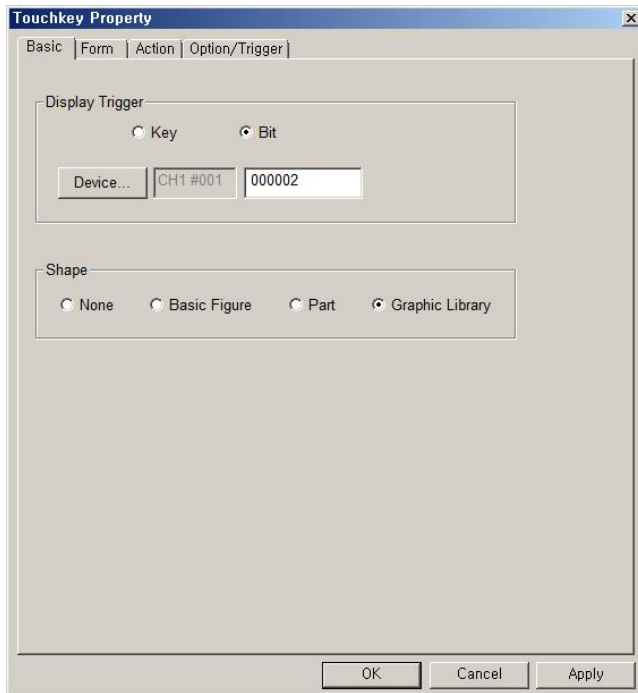 Touchkey Property
Basic Form Action Option/Trigger
Display Trigger
Key Bit
Device... CH1 #001 000002
Shape
None Basic Figure Part Graphic Library
OK Cancel Apply